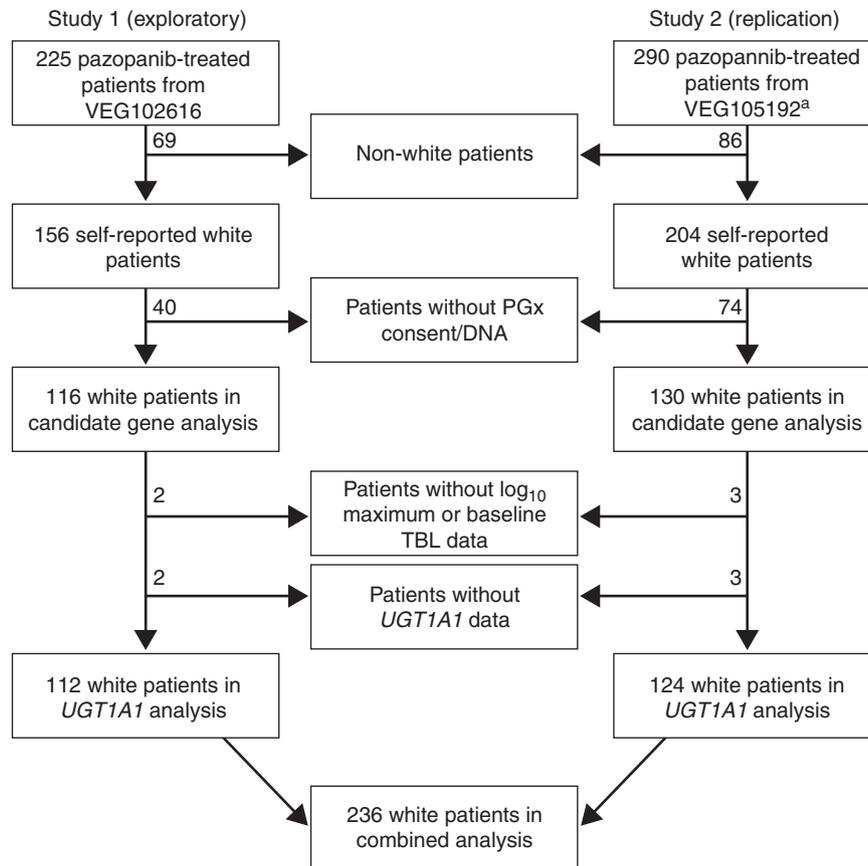 Study 1 (exploratory)
Study 2 (replication)
225 pazopanib-treated
patients from
VEG102616
290 pazopannib-treated
patients from
VEG105192ᵃ
69
86
Non-white patients
156 self-reported white
patients
204 self-reported
white patients
40
74
Patients without PGx
consent/DNA
116 white patients in
candidate gene analysis
130 white patients in
candidate gene analysis
2
3
Patients without log₁₀
maximum or baseline
TBL data
2
3
Patients without
UGT1A1 data
112 white patients in
UGT1A1 analysis
124 white patients in
UGT1A1 analysis
236 white patients in
combined analysis